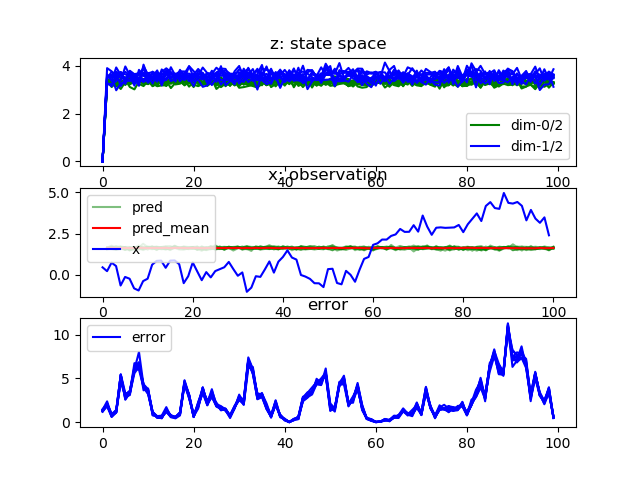 z: state space
4
2
0
dim-0/2
dim-1/2
0 20 40 60 80 100
x: observation
5.0
2.5
0.0
pred
pred_mean
x
0 20 40 60 80 100
error
10
5
0
error
0 20 40 60 80 100